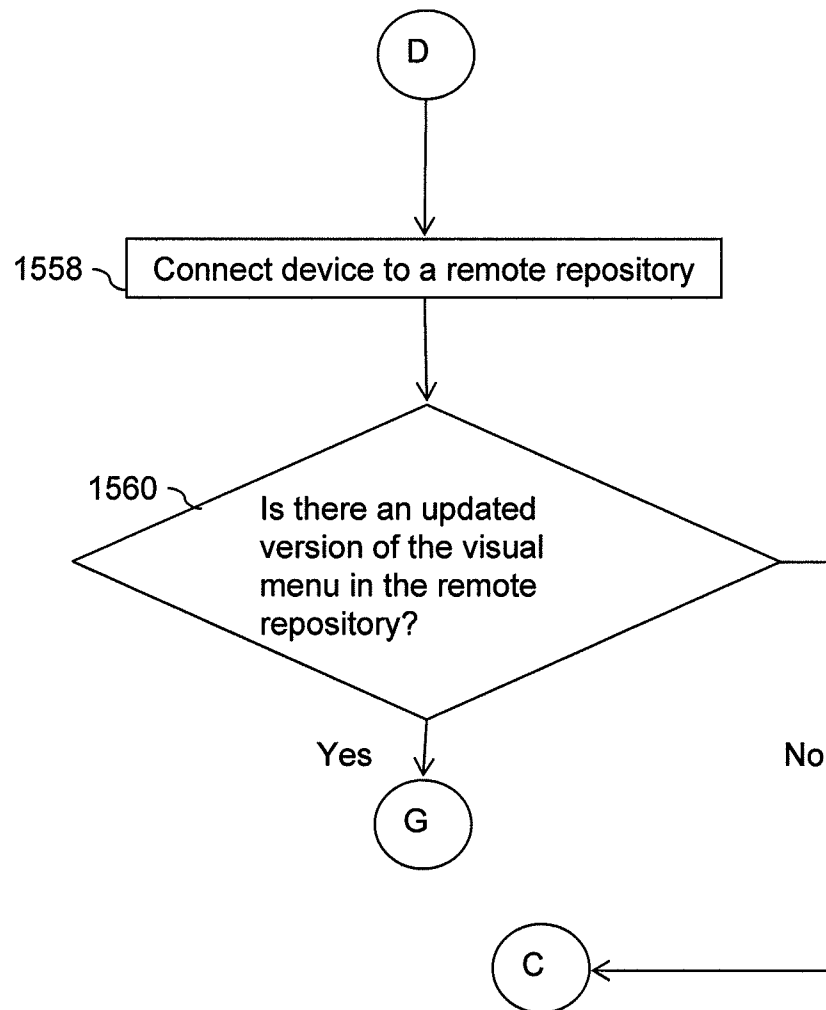 D
1558
Connect device to a remote repository
1560
Is there an updated
version of the visual
menu in the remote
repository?
Yes
No
G
C